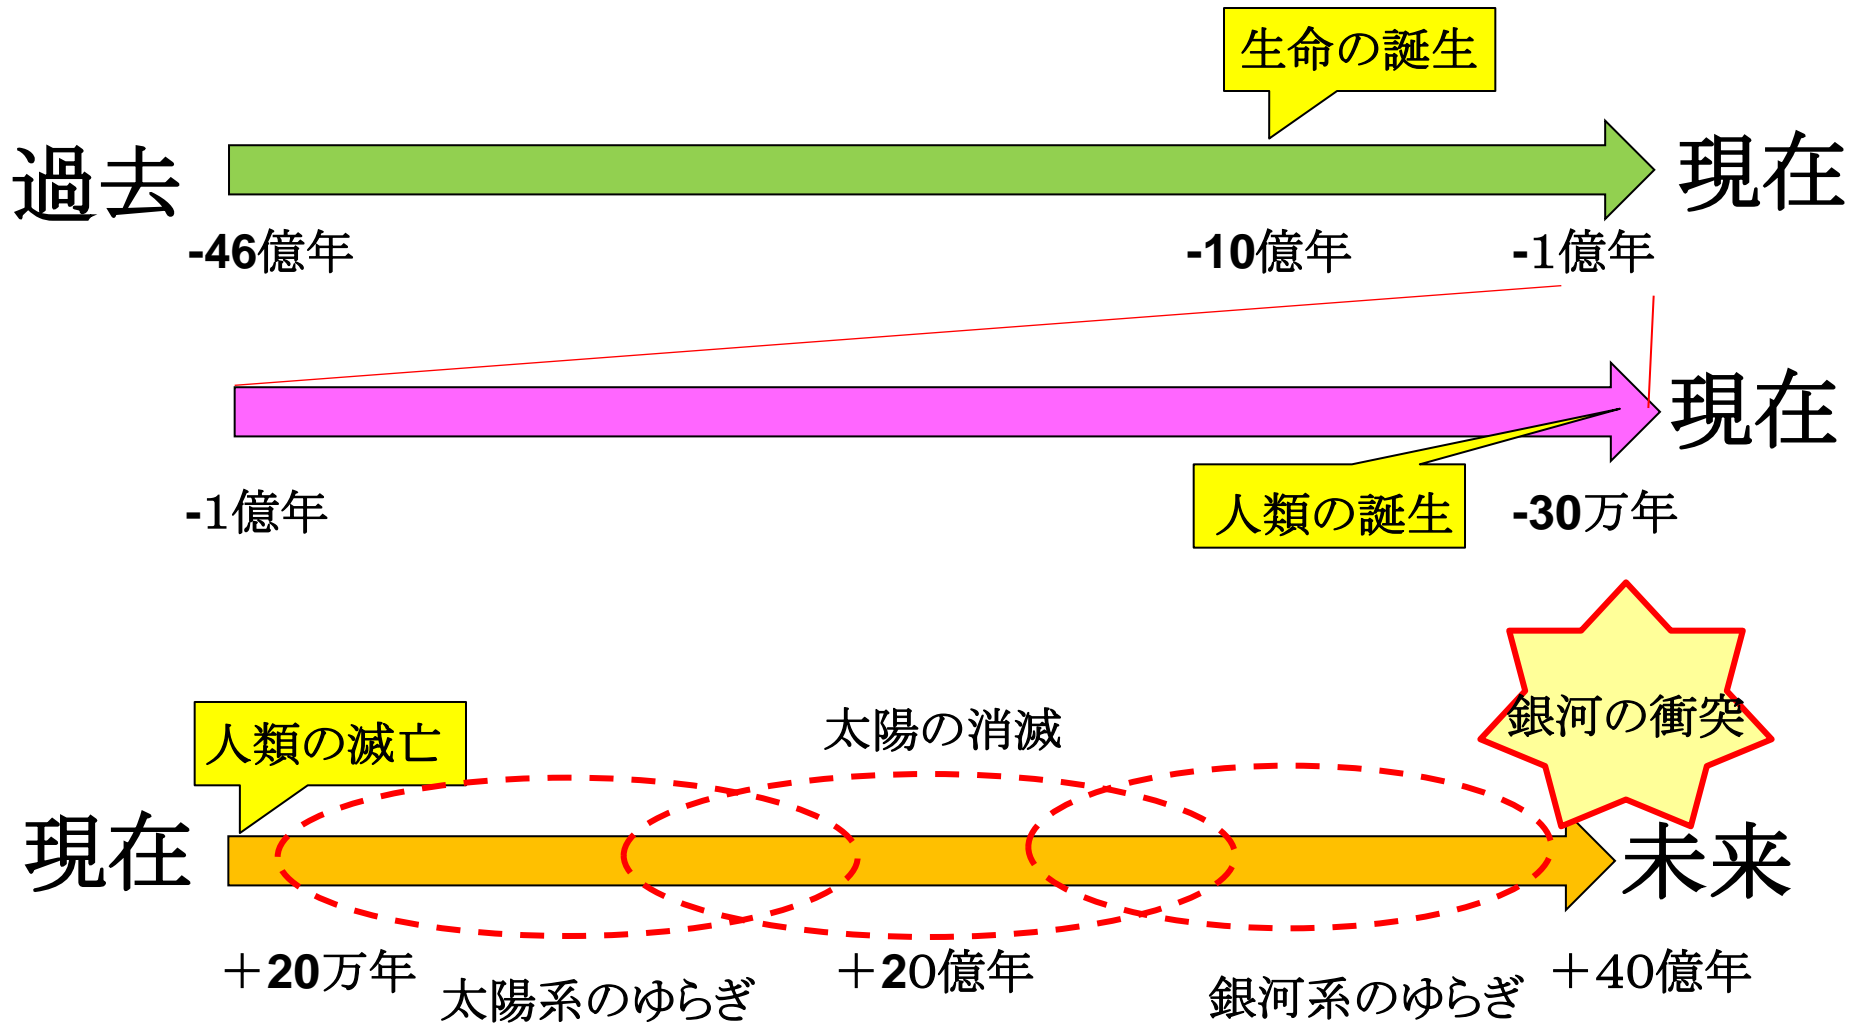 生命の誕生
過去
現在
-46億年
-10億年
-1億年
現在
人類の誕生
-1億年
-30万年
銀河の衝突
人類の滅亡
太陽の消滅
現在
未来
＋20万年
太陽系のゆらぎ
＋20億年
銀河系のゆらぎ
＋40億年